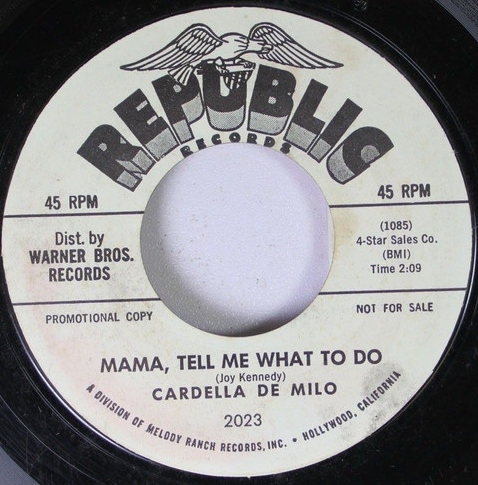 REPUBLIC
RECORDS
45 RPM
45 RPM
Dist. by
WARNER BROS.
RECORDS
(1085)
4-Star Sales Co.
(BMI)
Time 2:09
PROMOTIONAL COPY
NOT FOR SALE
MAMA, TELL ME WHAT TO DO
(Joy Kennedy)
CARDELLA DE MILO
2023
A DIVISION OF MELODY RANCH RECORDS, INC. • HOLLYWOOD, CALIFORNIA